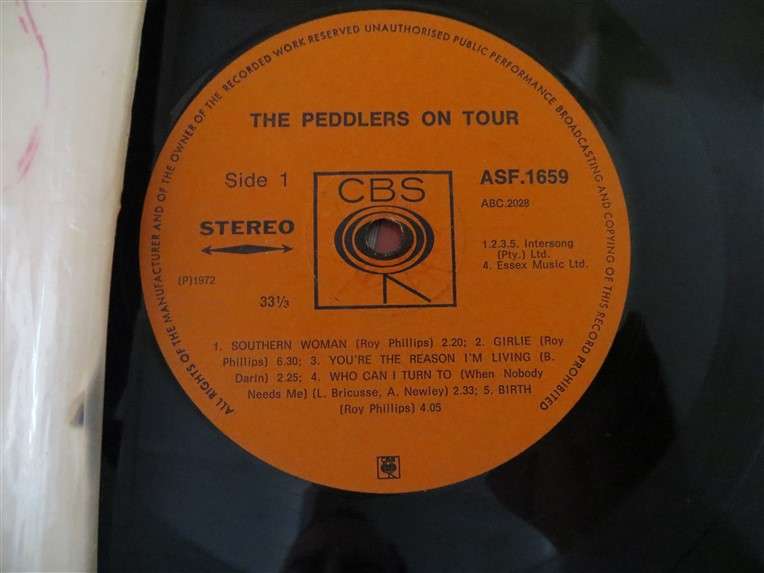 ALL RIGHTS OF THE MANUFACTURER AND OF THE OWNER OF THE RECORDED WORK RESERVED UNAUTHORISED PUBLIC PERFORMANCE BROADCASTING AND COPYING OF THIS RECORD PROHIBITED
THE PEDDLERS ON TOUR
Side 1
CBS
ASF.1659
ABC.2028
STEREO
1.2.3.5. Intersong
(Pty.) Ltd.
4. Essex Music Ltd.
(P)1972
33⅓
1. SOUTHERN WOMAN (Roy Phillips) 2.20; 2. GIRLIE (Roy
Phillips) 6.30; 3. YOU'RE THE REASON I'M LIVING (B.
Darin) 2.25; 4. WHO CAN I TURN TO (When Nobody
Needs Me) (L. Bricusse, A. Newley) 2.33; 5. BIRTH
(Roy Phillips) 4.05
CBS